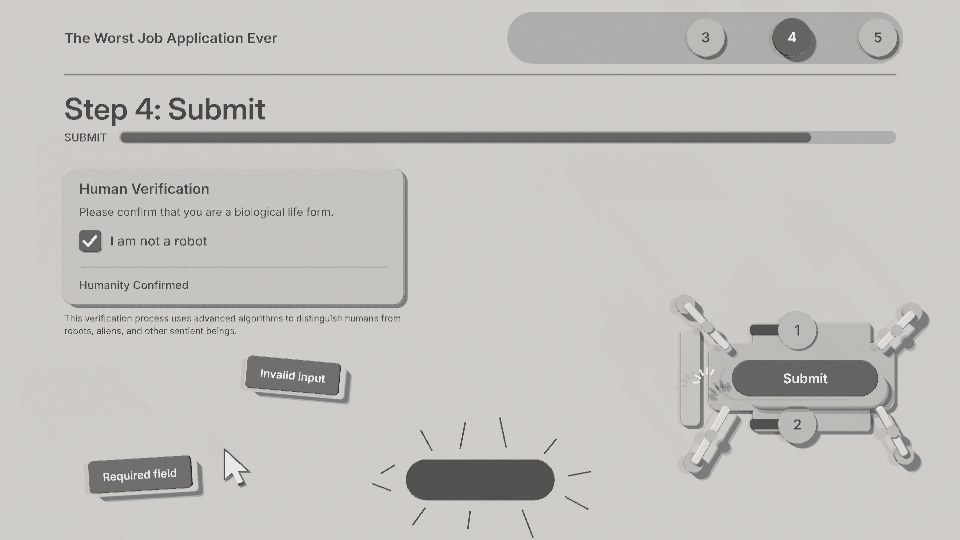 The Worst Job Application Ever
3
4
5
Step 4: Submit
SUBMIT
Human Verification
Please confirm that you are a biological life form.
I am not a robot
Humanity Confirmed
This verification process uses advanced algorithms to distinguish humans from
robots, aliens, and other sentient beings.
1
Invalid input
Submit
2
Required field